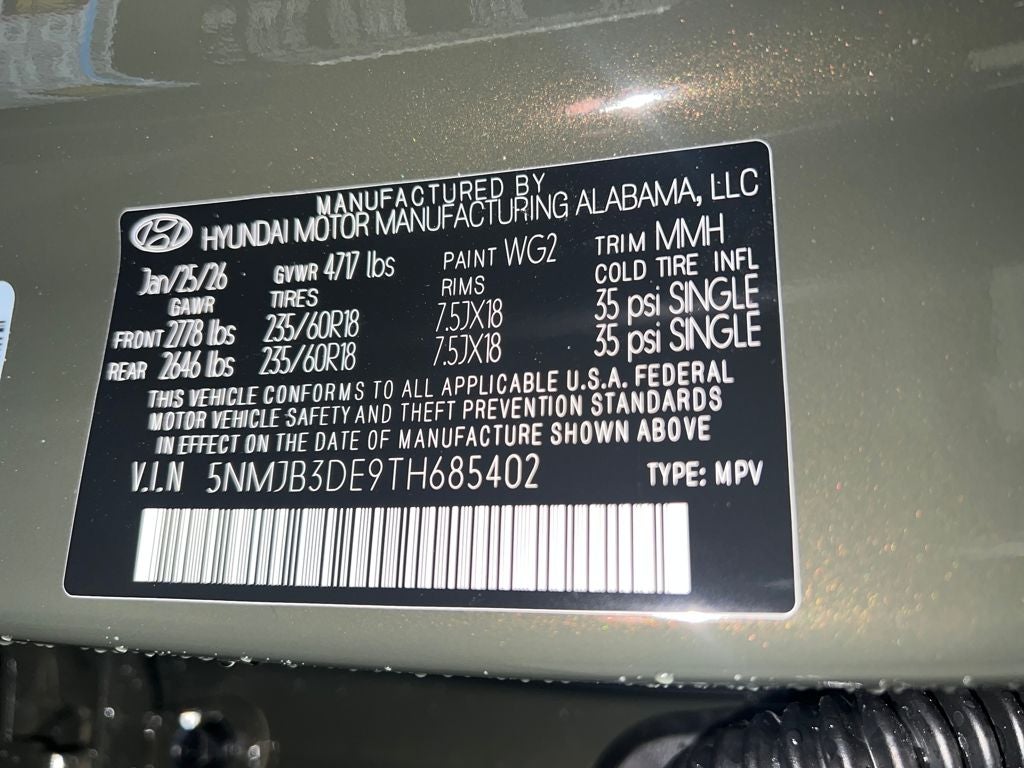 MANUFACTURED BY
HYUNDAI MOTOR MANUFACTURING ALABAMA, LLC
Jan/25/26 GVWR 4717 lbs PAINT WG2 TRIM MMH
GAWR TIRES RIMS COLD TIRE INFL
FRONT 2778 lbs 235/60R18 7.5JX18 35 psi SINGLE
REAR 2646 lbs 235/60R18 7.5JX18 35 psi SINGLE
THIS VEHICLE CONFORMS TO ALL APPLICABLE U.S.A. FEDERAL
MOTOR VEHICLE SAFETY AND THEFT PREVENTION STANDARDS
IN EFFECT ON THE DATE OF MANUFACTURE SHOWN ABOVE
V.I.N 5NMJB3DE9TH685402 TYPE: MPV